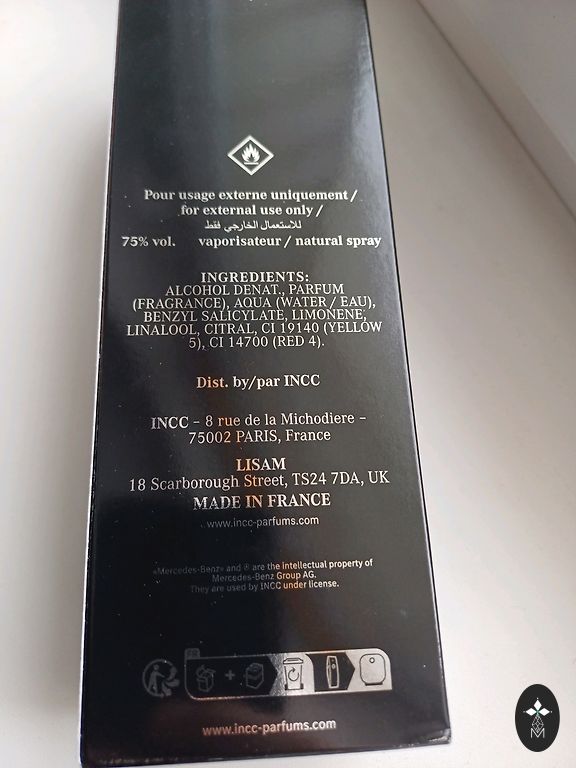 Pour usage externe uniquement /
for external use only /
للاستعمال الخارجي فقط
75% vol. vaporisateur / natural spray
INGREDIENTS:
ALCOHOL DENAT., PARFUM
(FRAGRANCE), AQUA (WATER / EAU),
BENZYL SALICYLATE, LIMONENE,
LINALOOL, CITRAL, CI 19140 (YELLOW
5), CI 14700 (RED 4).
Dist. by/par INCC
INCC – 8 rue de la Michodiere –
75002 PARIS, France
LISAM
18 Scarborough Street, TS24 7DA, UK
MADE IN FRANCE
www.incc-parfums.com
«Mercedes-Benz» and ® are the intellectual property of
Mercedes-Benz Group AG.
They are used by INCC under license.
FR
www.incc-parfums.com